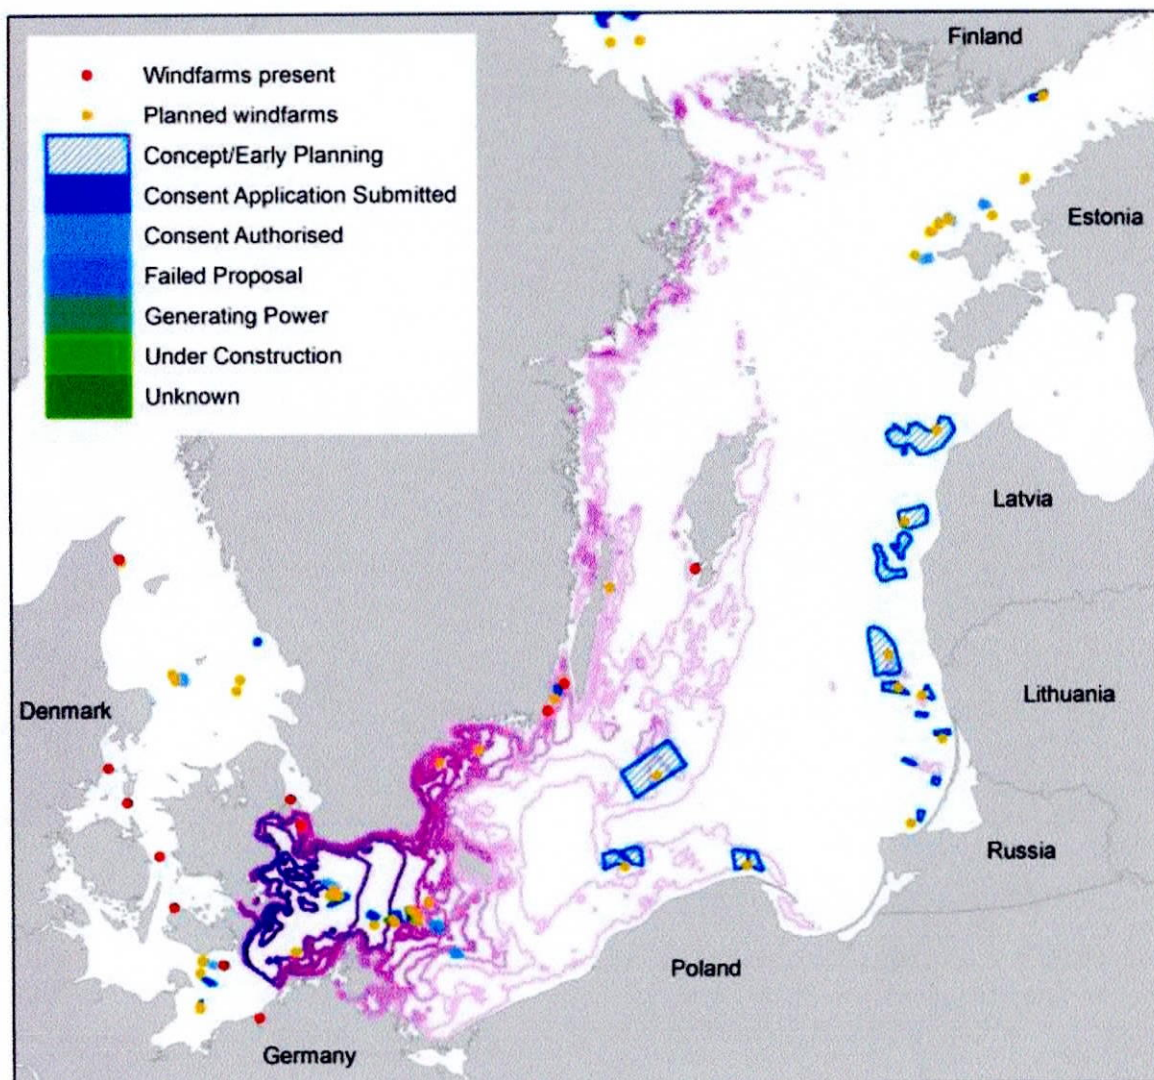 Windfarms present
Planned windfarms
Concept/Early Planning
Consent Application Submitted
Consent Authorised
Failed Proposal
Generating Power
Under Construction
Unknown
Finland
Estonia
Latvia
Lithuania
Denmark
Russia
Poland
Germany